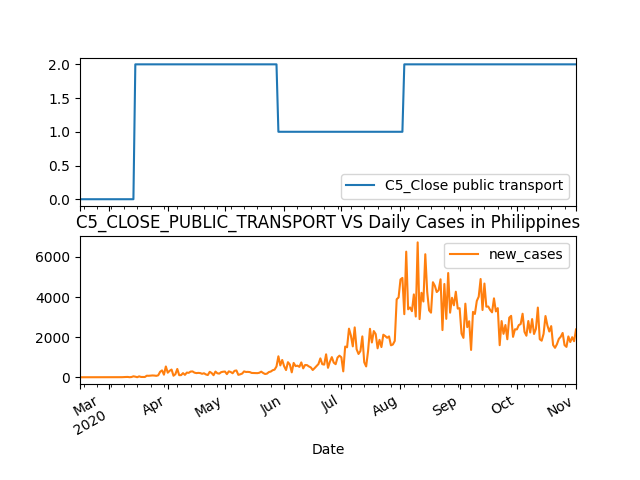 2.0
1.5
1.0
0.5
0.0
C5_Close public transport
C5_CLOSE_PUBLIC_TRANSPORT VS Daily Cases in Philippines
6000
4000
2000
0
new_cases
Mar
2020
Apr
May
Jun
Jul
Aug
Sep
Oct
Nov
Date